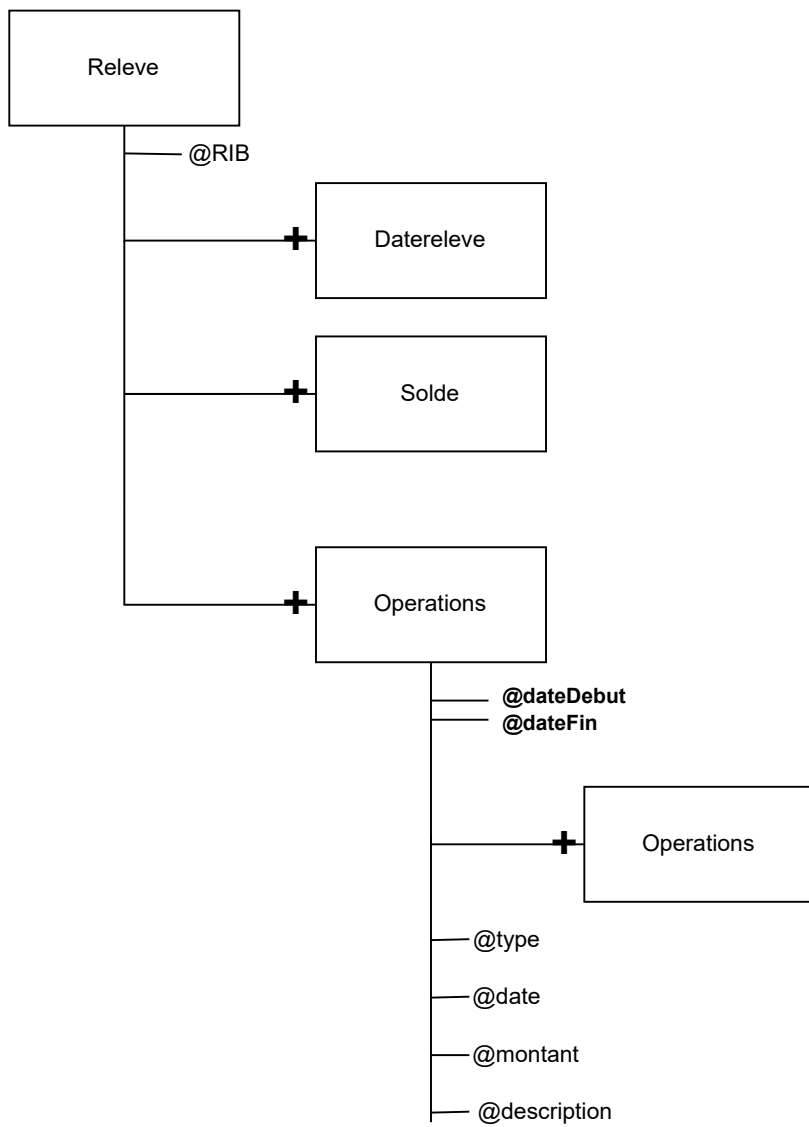 Releve
@RIB
Datereleve
Solde
Operations
@dateDebut
@dateFin
Operations
@type
@date
@montant
@description